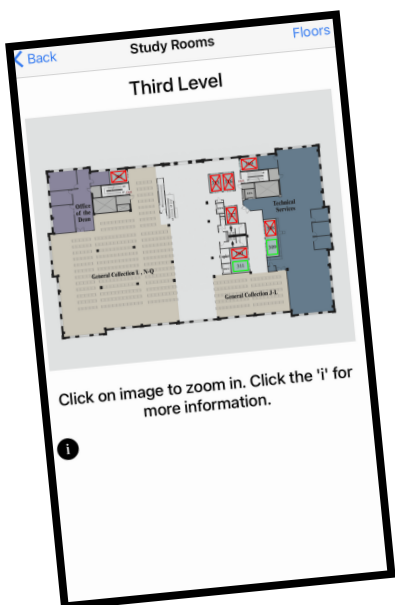 Back
Study Rooms
Floors
Third Level
Office
of the
Dean
Technical
Services
General Collection L , N-Q
General Collection J-L
Click on image to zoom in. Click the 'i' for
more information.
i